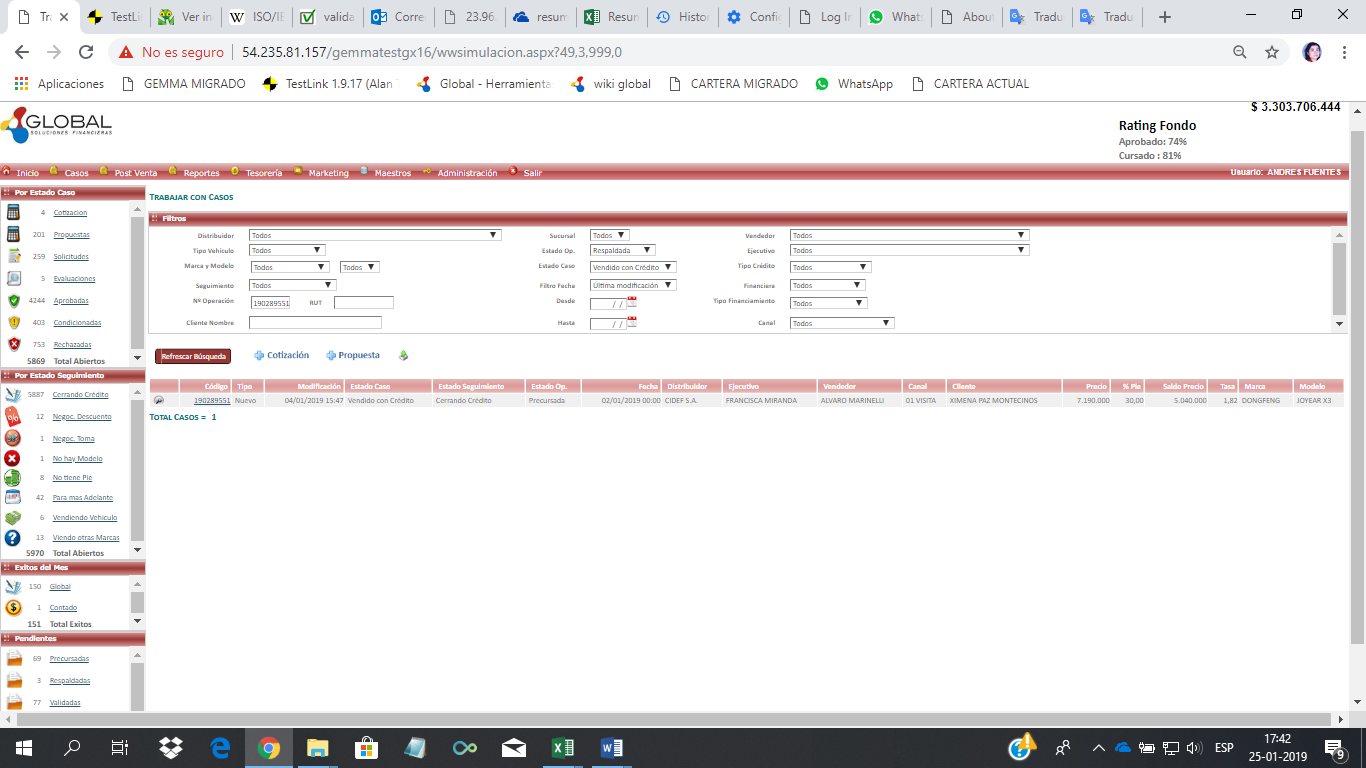 Tra
TestLi
Ver in
ISO/IE
valida
Corre
23.96
resum
Resun
Histor
Config
Log In
Whats
About
Tradu
Tradu
No es seguro | 54.235.81.157/gemmatestgx16/wwsimulacion.aspx?49,3,999,0
Aplicaciones GEMMA MIGRADO TestLink 1.9.17 (Alan Global - Herramienta wiki global CARTERA MIGRADO WhatsApp CARTERA ACTUAL
$ 3.303.706.444
GLOBAL
SOLUCIONES FINANCIERAS
Rating Fondo
Aprobado: 74%
Cursado : 81%
Inicio Casos Post Venta Reportes Tesorería Marketing Maestros Administración Salir Usuario: ANDRES FUENTES
Por Estado Caso
4 Cotizacion
201 Propuestas
259 Solicitudes
5 Evaluaciones
4244 Aprobadas
403 Condicionadas
753 Rechazadas
5869 Total Abiertos
Por Estado Seguimiento
5887 Cerrando Crédito
12 Negoc. Descuento
1 Negoc. Toma
1 No hay Modelo
8 No tiene Pie
42 Para mas Adelante
6 Vendiendo Vehiculo
13 Viendo otras Marcas
5970 Total Abiertos
Exitos del Mes
150 Global
1 Contado
151 Total Exitos
Pendientes
69 Precursadas
3 Respaldadas
77 Validadas
TRABAJAR CON CASOS
Filtros
Distribuidor Todos Sucursal Todos Vendedor Todos
Tipo Vehículo Todos Estado Op. Respaldada Ejecutivo Todos
Marca y Modelo Todos Todos Estado Caso Vendido con Crédito Tipo Crédito Todos
Seguimiento Todos Filtro Fecha Última modificación Financiera Todos
Nº Operación 190289551 RUT Desde / / Tipo Financiamiento Todos
Cliente Nombre Hasta / / Canal Todos
Refrescar Búsqueda Cotización Propuesta
Código Tipo Modificación Estado Caso Estado Seguimiento Estado Op. Fecha Distribuidor Ejecutivo Vendedor Canal Cliente Precio % Pie Saldo Precio Tasa Marca Modelo
190289551 Nuevo 04/01/2019 15:47 Vendido con Crédito Cerrando Crédito Precursada 02/01/2019 00:00 CIDEF S.A. FRANCISCA MIRANDA ALVARO MARINELLI 01 VISITA XIMENA PAZ MONTECINOS 7.190.000 30,00 5.040.000 1,82 DONGFENG JOYEAR X3
TOTAL CASOS = 1
ESP
17:42
25-01-2019
9